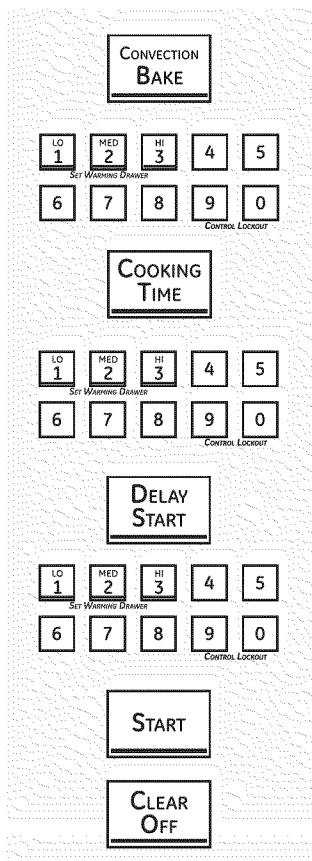 CONVECTION
BAKE
LO MED HI
1 2 3 4 5
SET WARMING DRAWER
6 7 8 9 0
CONTROL LOCKOUT
COOKING
TIME
LO MED HI
1 2 3 4 5
SET WARMING DRAWER
6 7 8 9 0
CONTROL LOCKOUT
DELAY
START
LO MED HI
1 2 3 4 5
SET WARMING DRAWER
6 7 8 9 0
CONTROL LOCKOUT
START
CLEAR
OFF